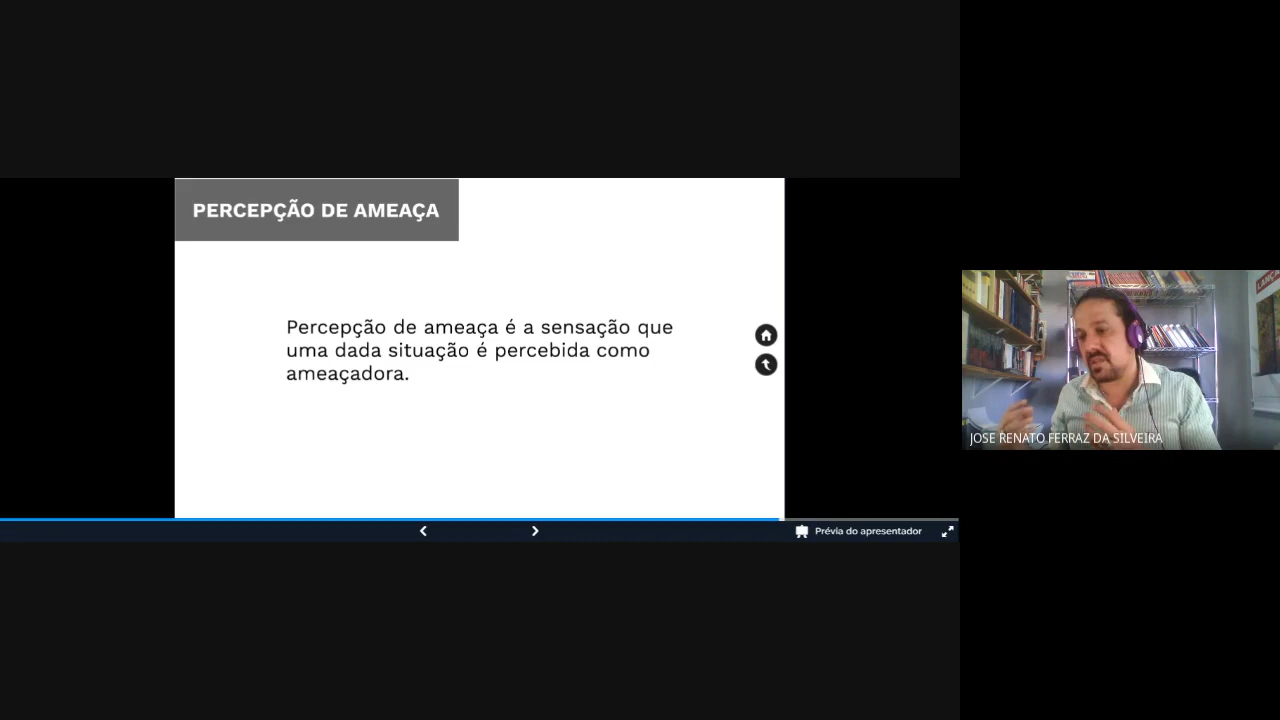 PERCEPÇÃO DE AMEAÇA
Percepção de ameaça é a sensação que
uma dada situação é percebida como
ameaçadora.
Prévia do apresentador
JOSE RENATO FERRAZ DA SILVEIRA